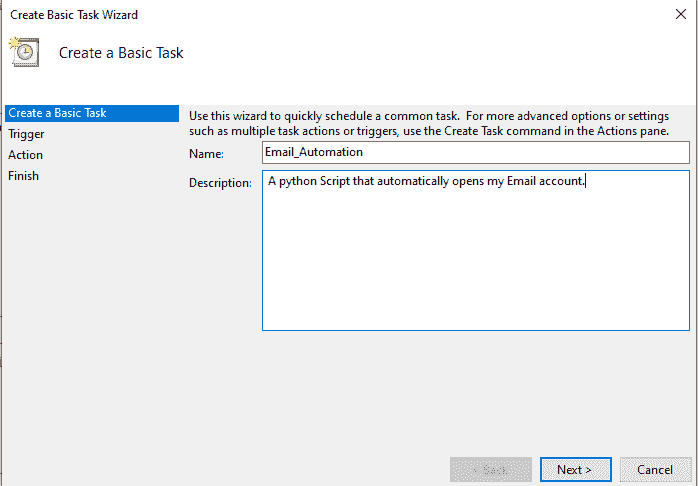 Create Basic Task Wizard
Create a Basic Task
Create a Basic Task
Use this wizard to quickly schedule a common task. For more advanced options or settings
such as multiple task actions or triggers, use the Create Task command in the Actions pane.
Trigger
Name: Email_Automation
Action
Description: A python Script that automatically opens my Email account.
Finish
< Back Next > Cancel